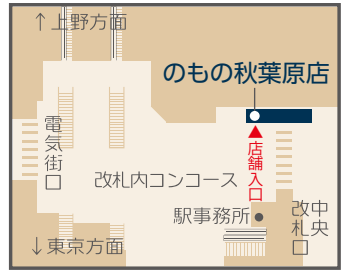 ↑上野方面
のもの秋葉原店
電気街口
店舗入口
改札内コンコース
駅事務所
中央
改札口
↓東京方面